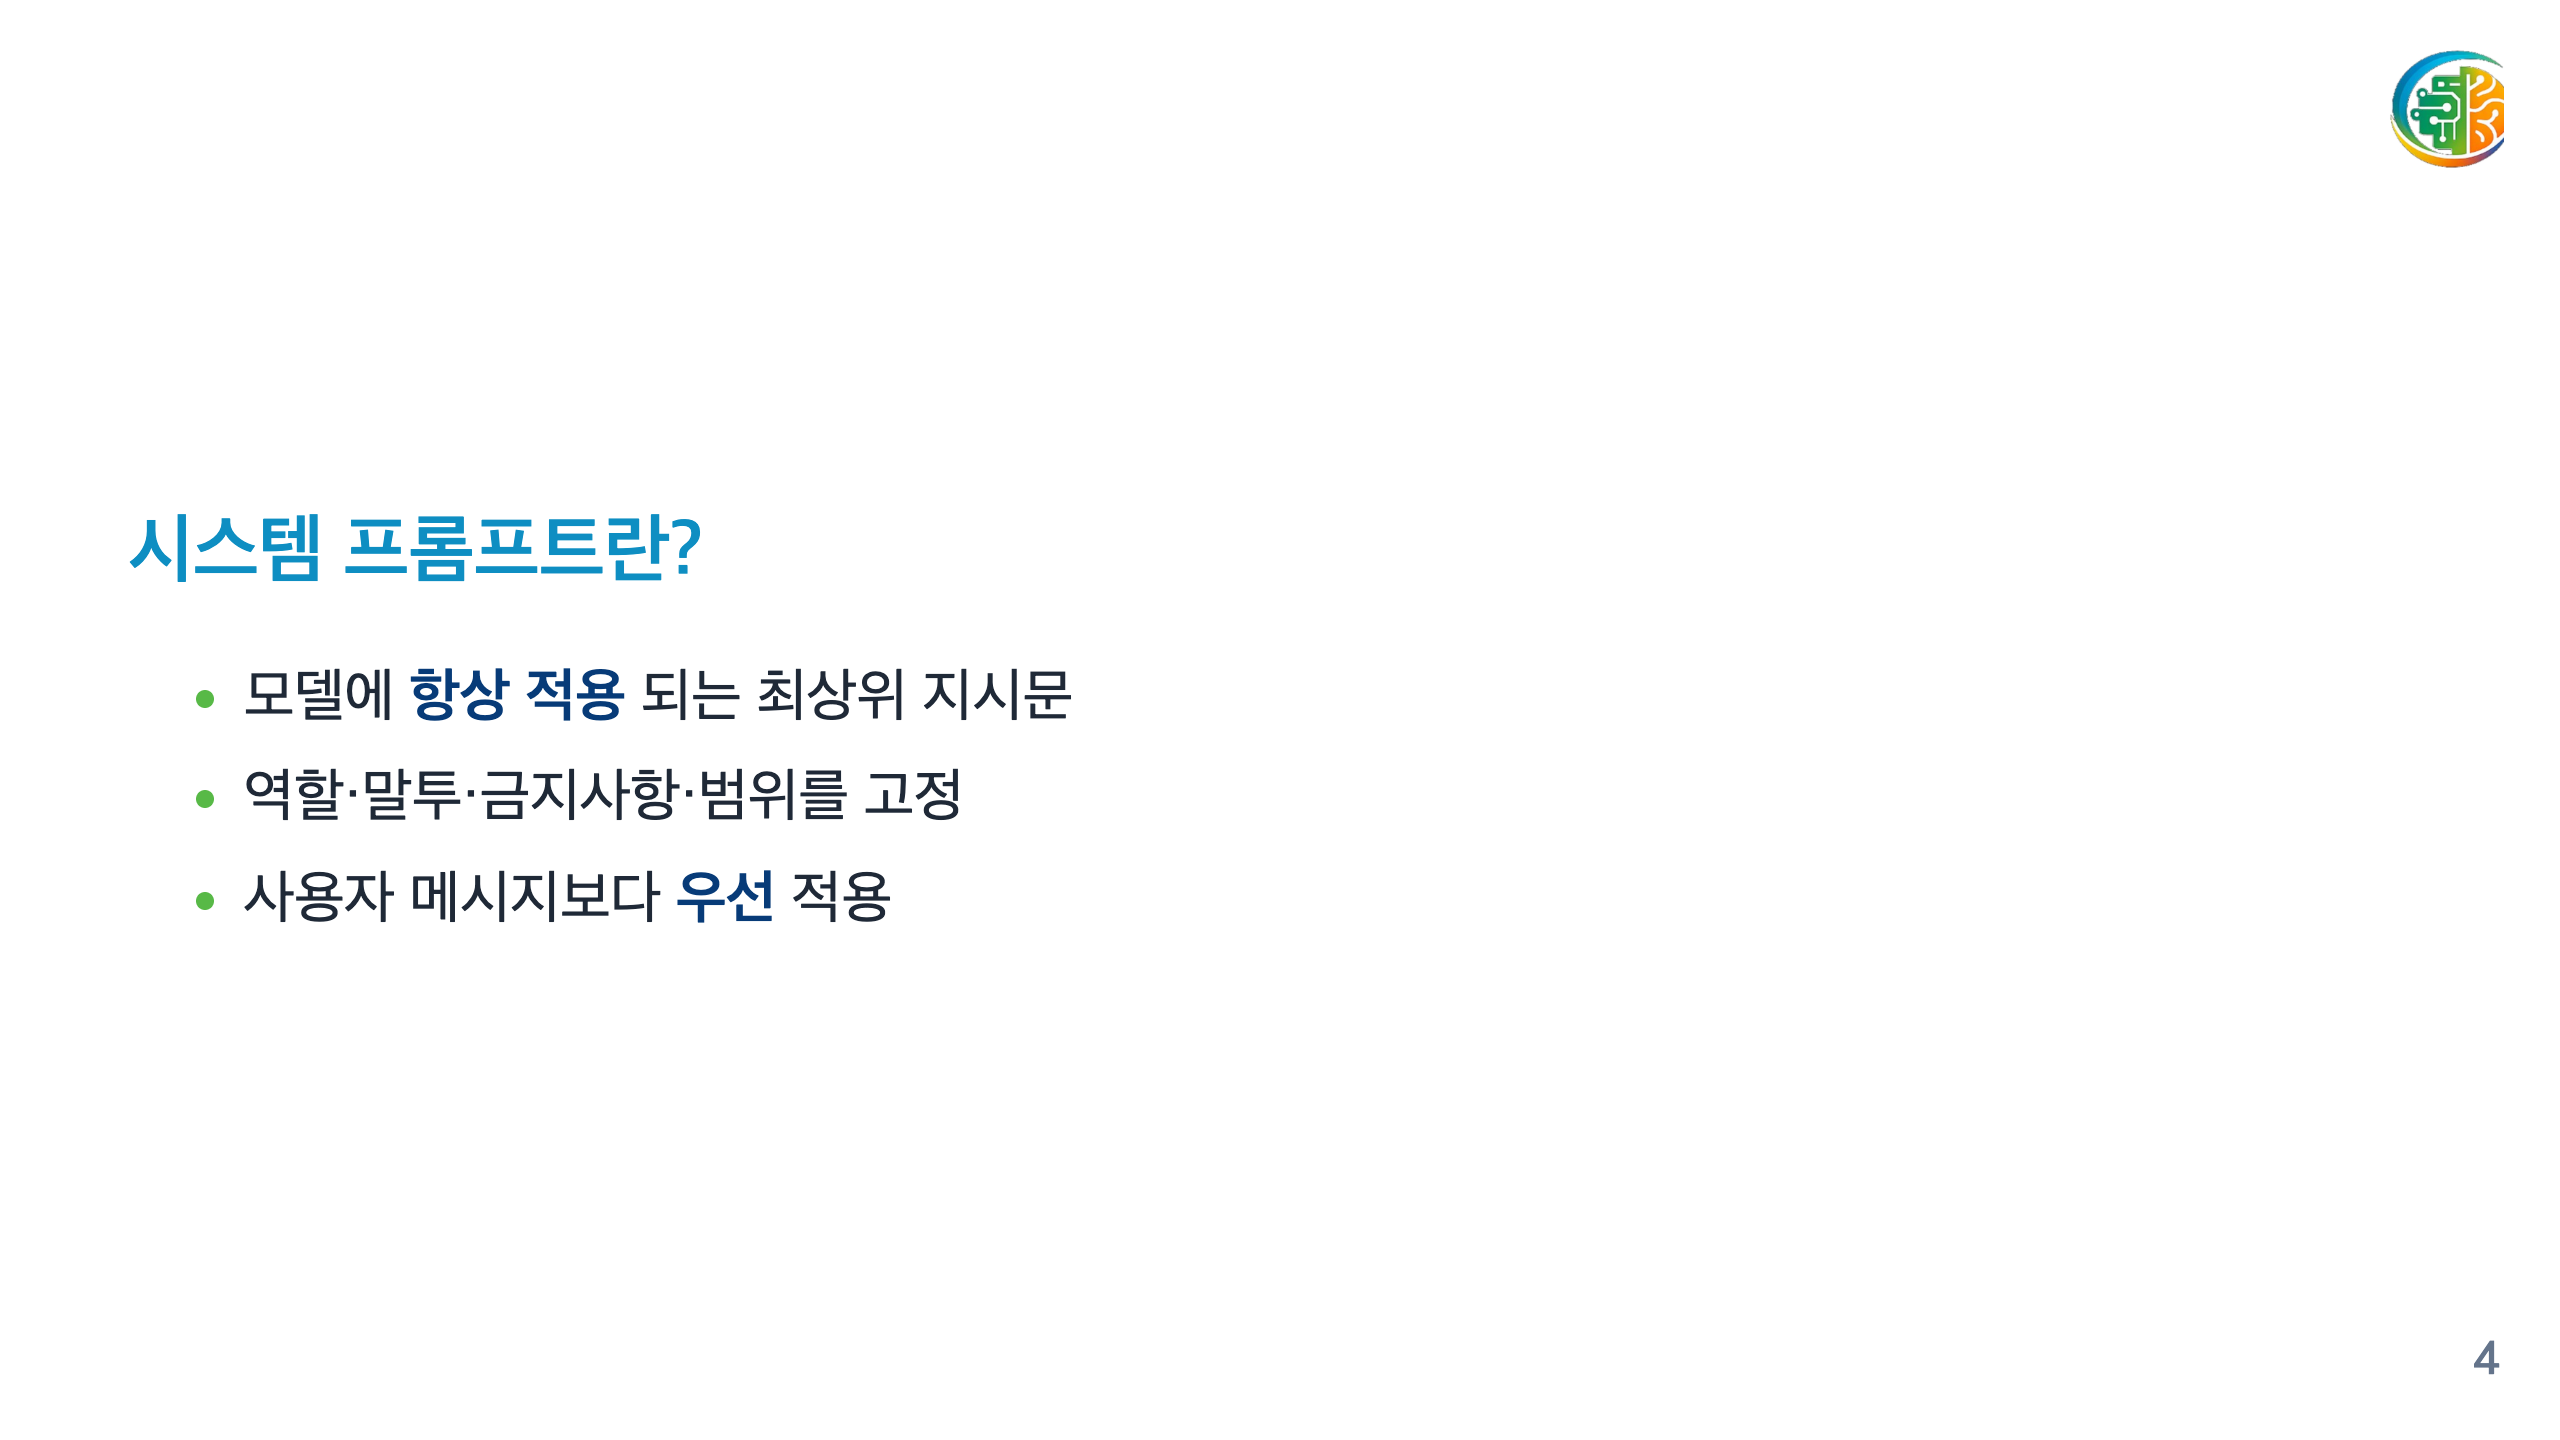 시스템 프롬프트란?
• 모델에 항상 적용 되는 최상위 지시문
• 역할·말투·금지사항·범위를 고정
• 사용자 메시지보다 우선 적용
4